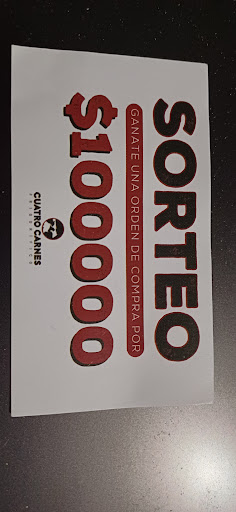 SORTEO
GANATE UNA ORDEN DE COMPRA POR
$100000
CUATRO CARNES